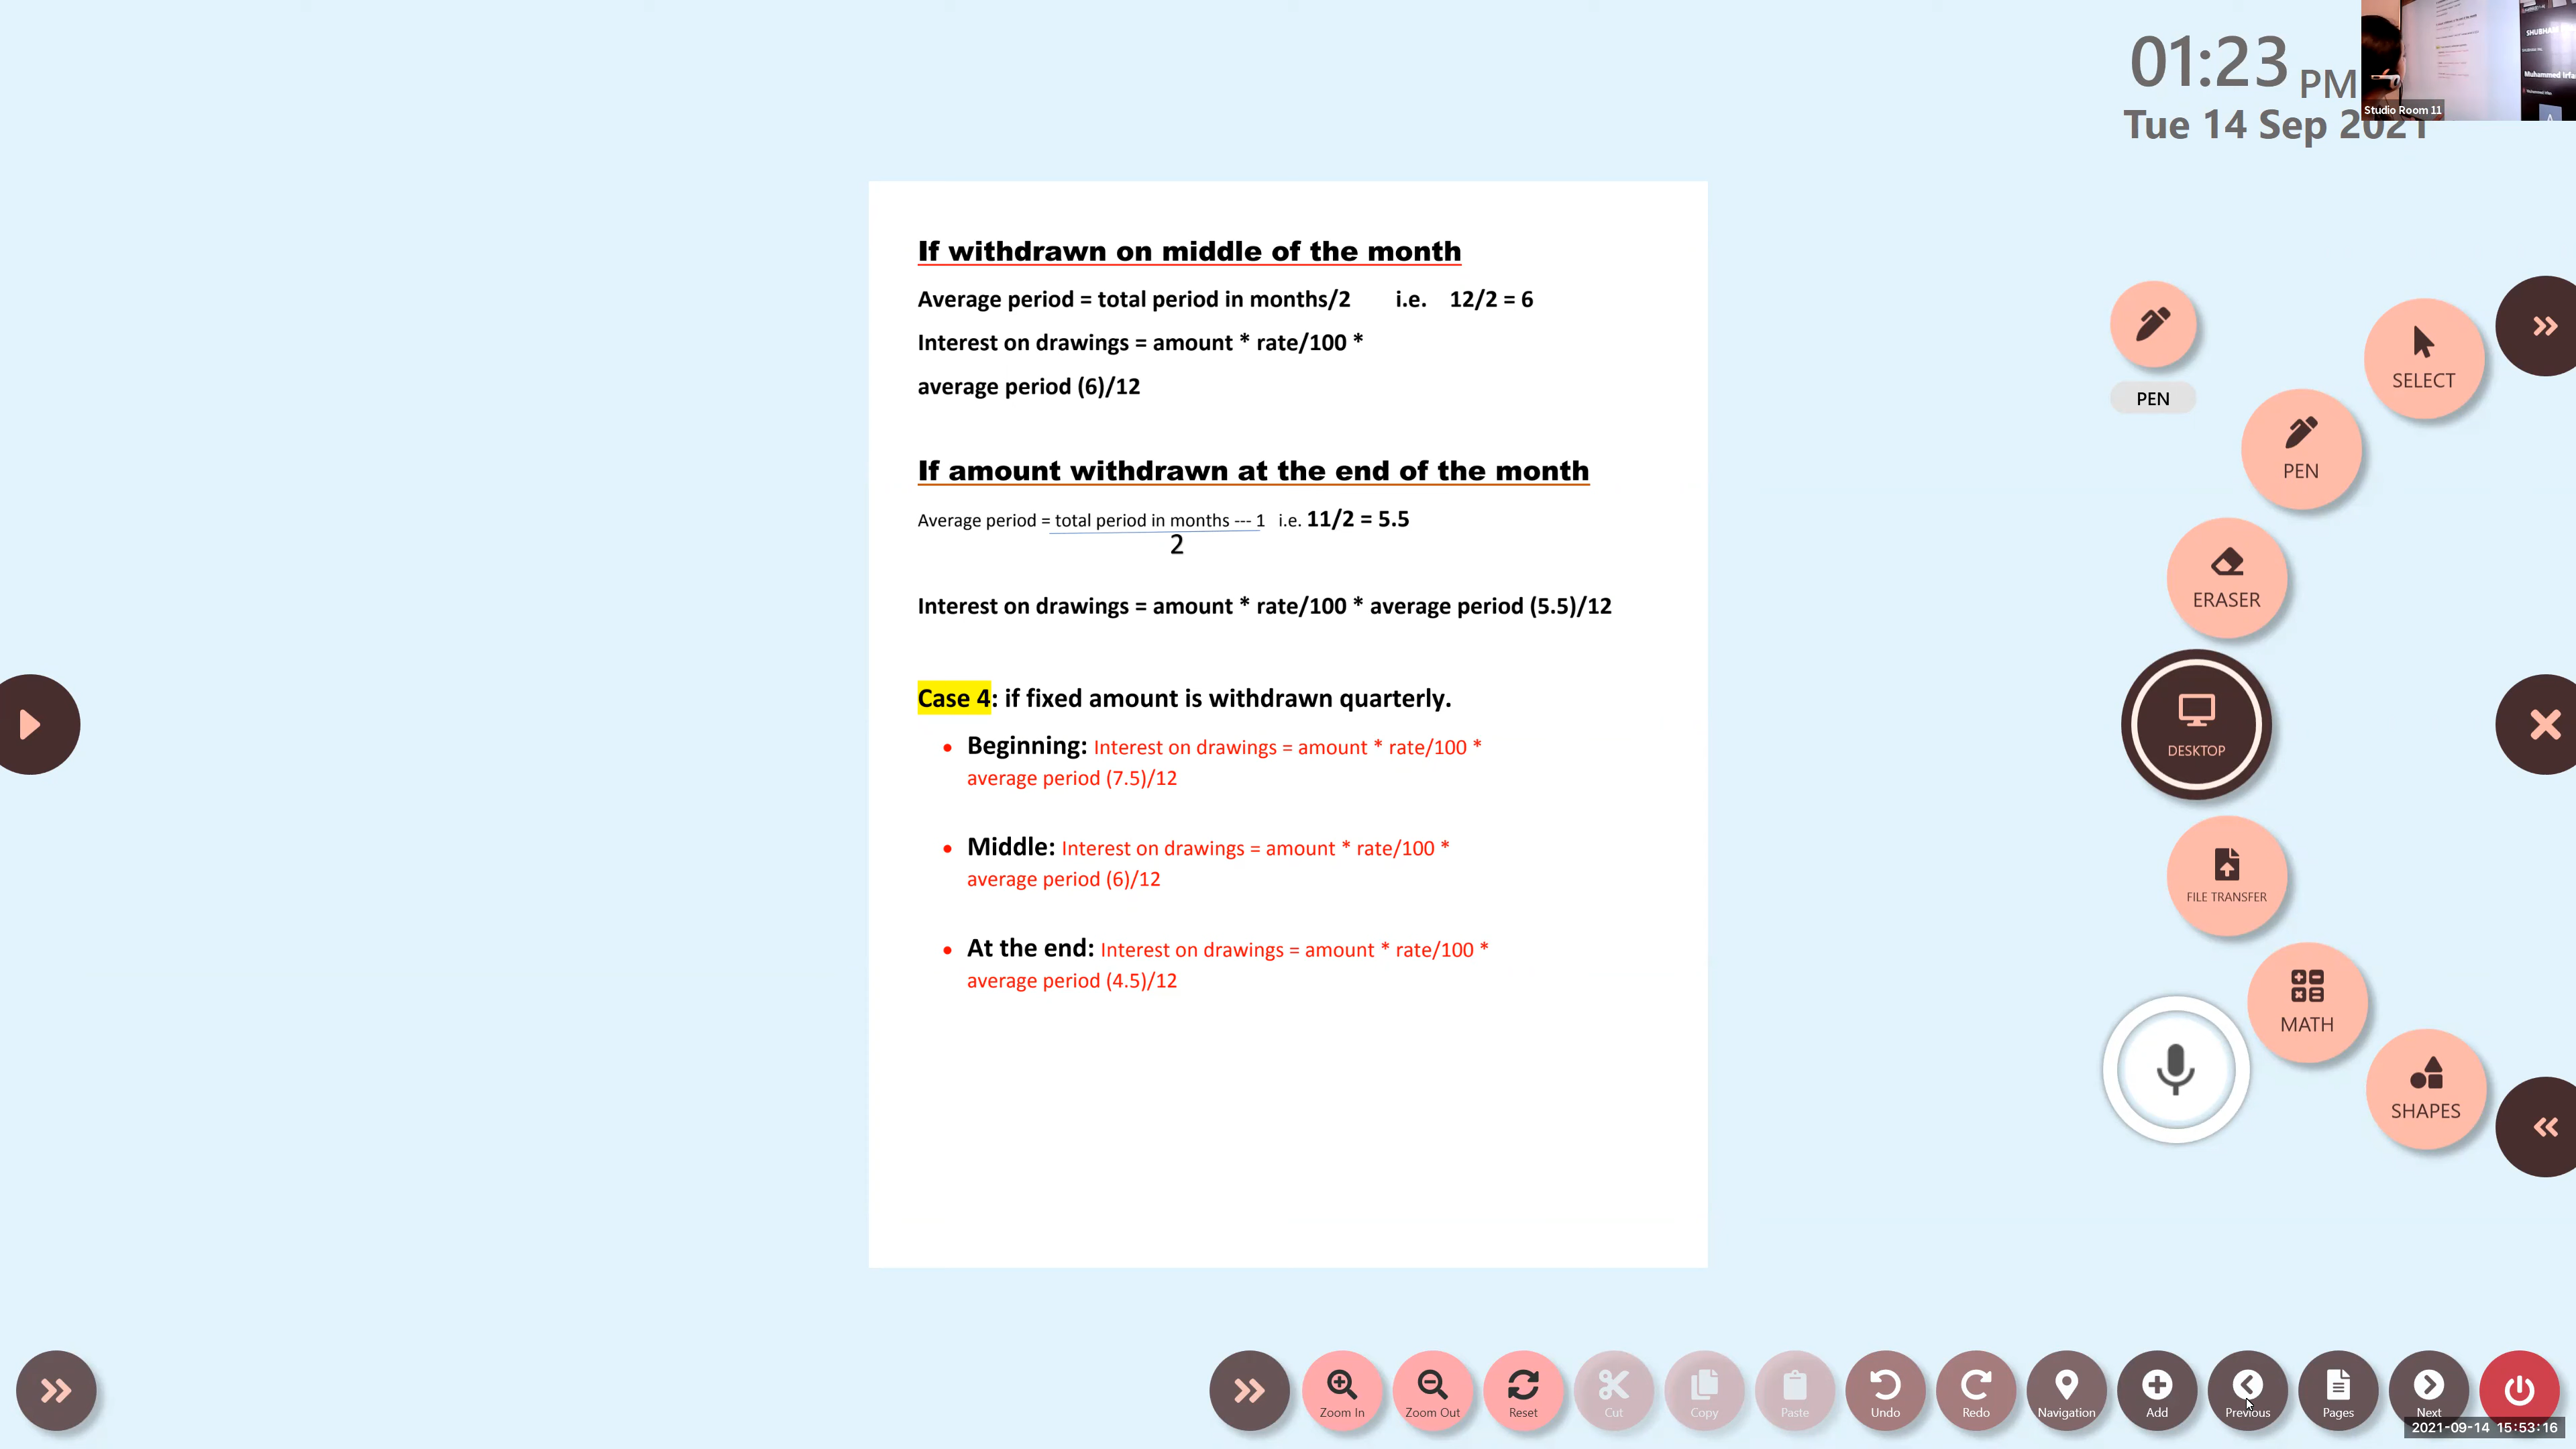 01:23 PM
Tue 14 Sep 2021
Studio Room 11
SHUBHAM
Muhammed Irfa
If withdrawn on middle of the month
Average period = total period in months/2 i.e. 12/2 = 6
Interest on drawings = amount * rate/100 *
average period (6)/12
If amount withdrawn at the end of the month
Average period = total period in months --- 1 i.e. 11/2 = 5.5
2
Interest on drawings = amount * rate/100 * average period (5.5)/12
Case 4: if fixed amount is withdrawn quarterly.
• Beginning: Interest on drawings = amount * rate/100 *
average period (7.5)/12
• Middle: Interest on drawings = amount * rate/100 *
average period (6)/12
• At the end: Interest on drawings = amount * rate/100 *
average period (4.5)/12
PEN
SELECT
PEN
ERASER
DESKTOP
FILE TRANSFER
MATH
SHAPES
Zoom In
Zoom Out
Reset
Cut
Copy
Paste
Undo
Redo
Navigation
Add
Previous
Pages
Next
2021-09-14 15:53:16